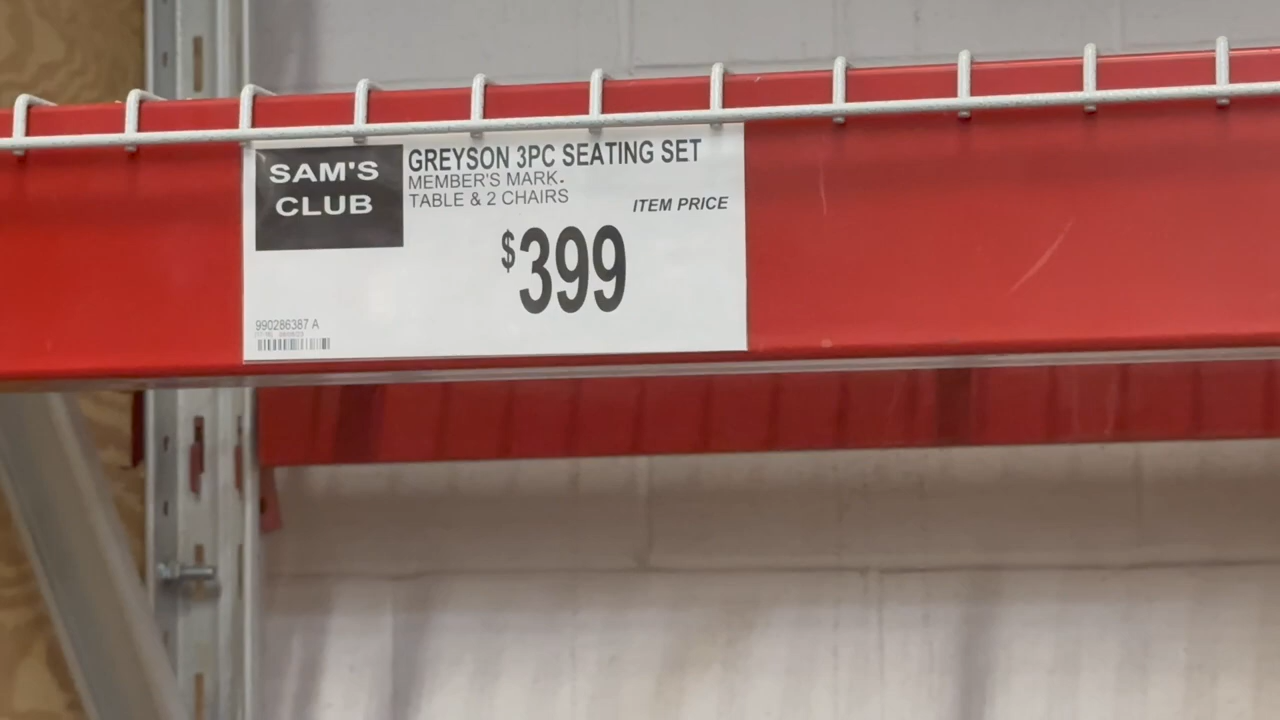 SAM'S
CLUB
GREYSON 3PC SEATING SET
MEMBER'S MARK.
TABLE & 2 CHAIRS
ITEM PRICE
$399
990286387 A